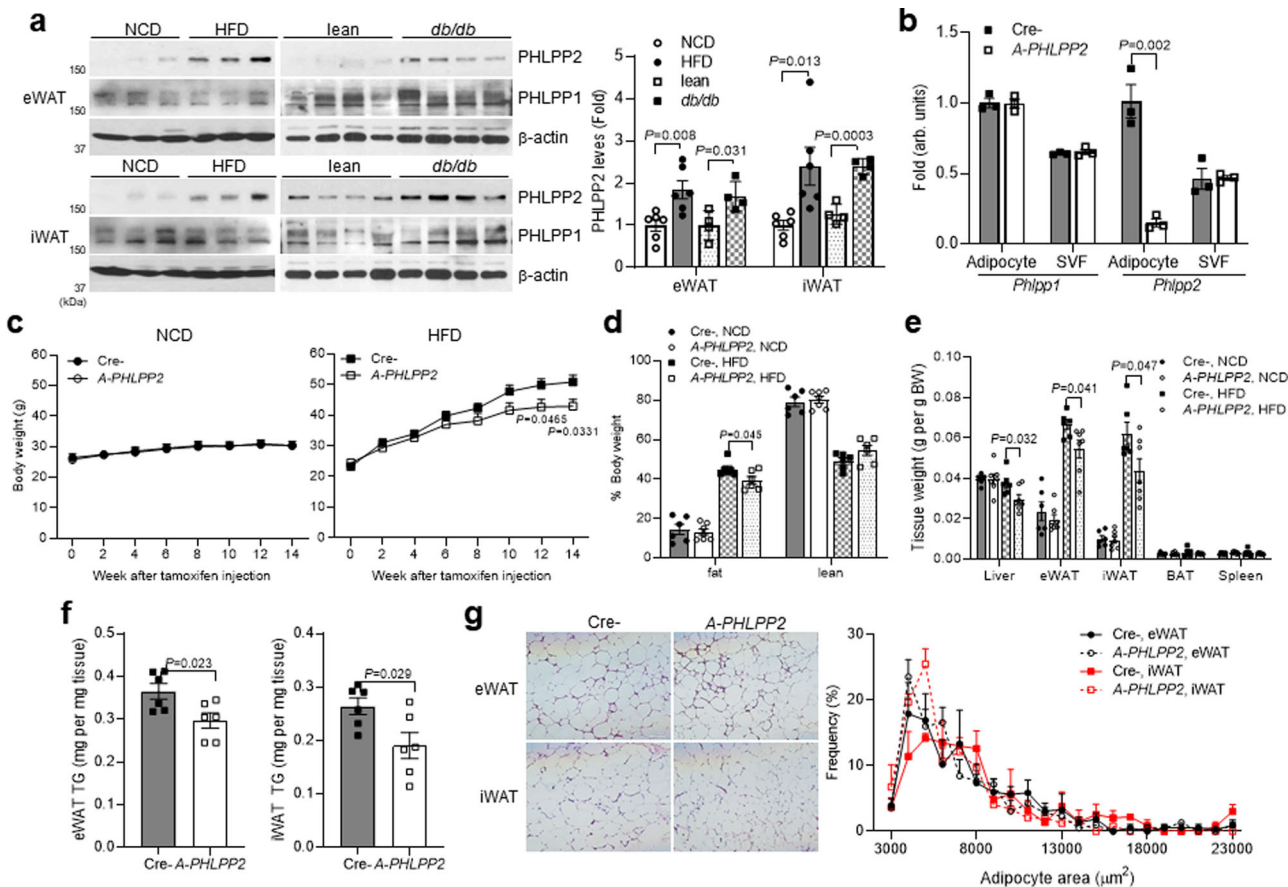 a
NCD HFD lean db/db
150
PHLPP2
eWAT
150
PHLPP1
37
β-actin
NCD HFD lean db/db
150
PHLPP2
iWAT
150
PHLPP1
37
β-actin
(kDa)
NCD
HFD
lean
db/db
PHLPP2 leves (Fold)
6
5
4
3
2
1
0
P=0.008
P=0.031
P=0.013
P=0.0003
eWAT iWAT
b
Cre-
A-PHLPP2
Fold (arb. units)
1.5
1.0
0.5
0.0
P=0.002
Adipocyte SVF Adipocyte SVF
Phlpp1 Phlpp2
c
NCD
Cre-
A-PHLPP2
Body weight (g)
60
50
40
30
20
10
0
0 2 4 6 8 10 12 14
Week after tamoxifen injection
HFD
Cre-
A-PHLPP2
60
50
40
30
20
10
0
P=0.0465
P=0.0331
0 2 4 6 8 10 12 14
Week after tamoxifen injection
d
Cre-, NCD
A-PHLPP2, NCD
Cre-, HFD
A-PHLPP2, HFD
% Body weight
100
80
60
40
20
0
P=0.045
fat lean
e
Cre-, NCD
A-PHLPP2, NCD
Cre-, HFD
A-PHLPP2, HFD
Tissue weight (g per g BW)
0.10
0.08
0.06
0.04
0.02
0.00
P=0.032
P=0.041
P=0.047
Liver eWAT iWAT BAT Spleen
f
eWAT TG (mg per mg tissue)
0.5
0.4
0.3
0.2
0.1
0.0
P=0.023
Cre- A-PHLPP2
iWAT TG (mg per mg tissue)
0.4
0.3
0.2
0.1
0.0
P=0.029
Cre- A-PHLPP2
g
Cre- A-PHLPP2
eWAT
iWAT
Cre-, eWAT
A-PHLPP2, eWAT
Cre-, iWAT
A-PHLPP2, iWAT
Frequency (%)
30
20
10
0
3000 8000 13000 18000 23000
Adipocyte area (μm²)